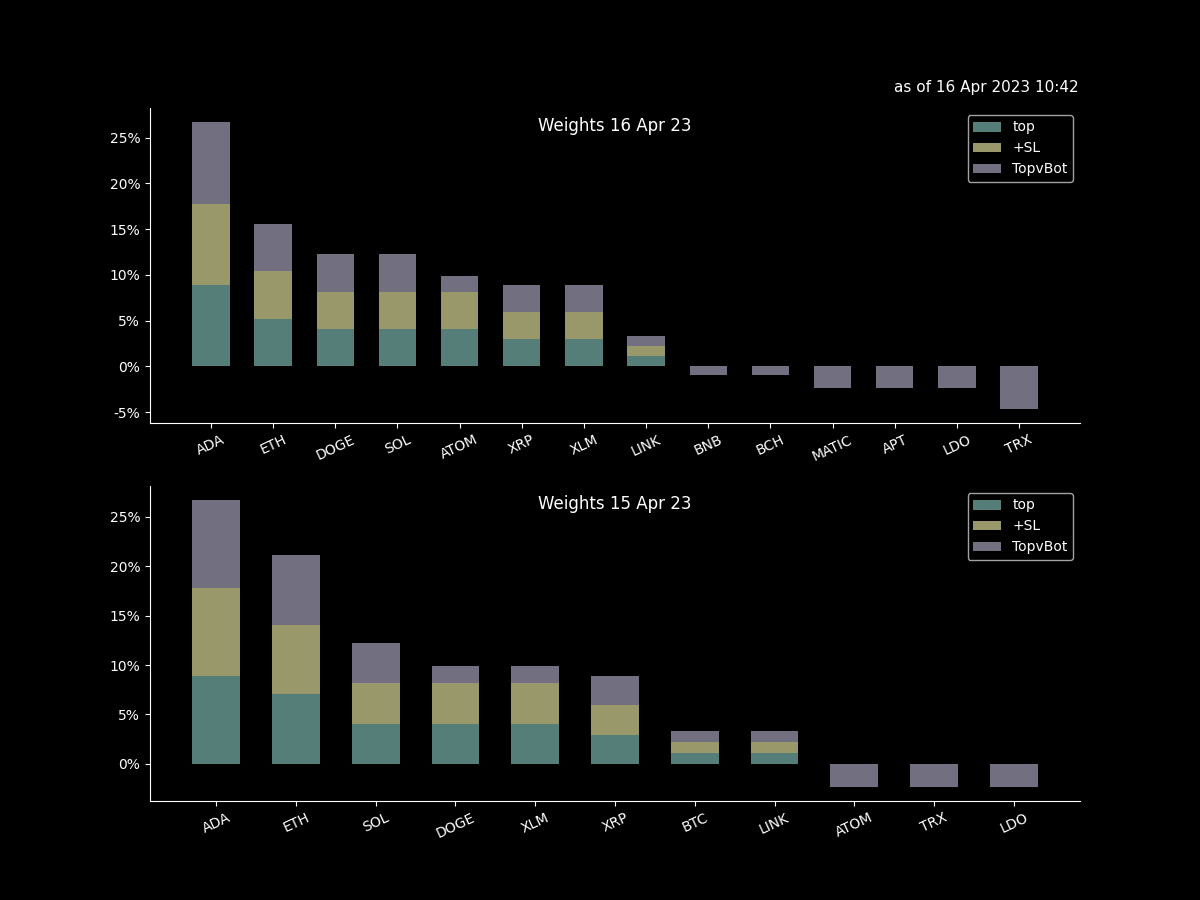 as of 16 Apr 2023 10:42
Weights 16 Apr 23
top
+SL
TopvBot
25%
20%
15%
10%
5%
0%
-5%
ADA ETH DOGE SOL ATOM XRP XLM LINK BNB BCH MATIC APT LDO TRX
Weights 15 Apr 23
top
+SL
TopvBot
25%
20%
15%
10%
5%
0%
ADA ETH SOL DOGE XLM XRP BTC LINK ATOM TRX LDO